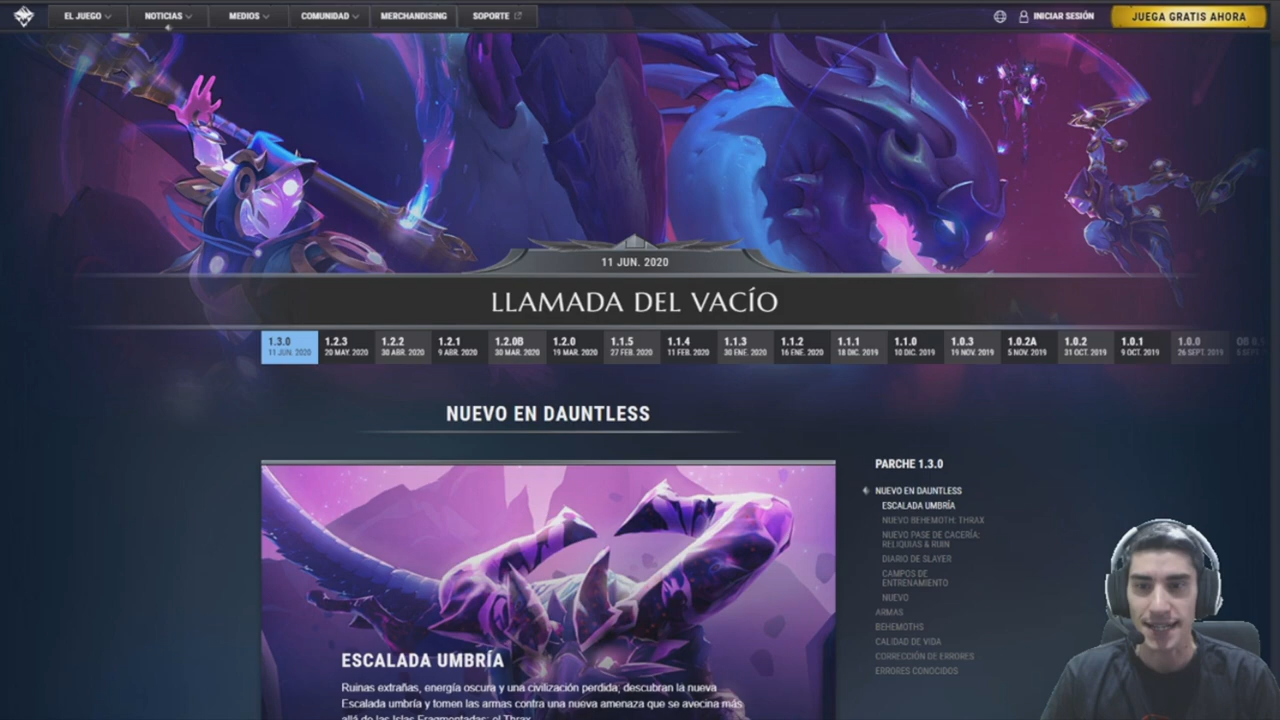 EL JUEGO
NOTICIAS
MEDIOS
COMUNIDAD
MERCHANDISING
SOPORTE
INICIAR SESIÓN
JUEGA GRATIS AHORA
11 JUN. 2020
LLAMADA DEL VACÍO
1.3.0
11 JUN. 2020
1.2.3
20 MAY. 2020
1.2.2
30 ABR. 2020
1.2.1
9 ABR. 2020
1.2.0B
30 MAR. 2020
1.2.0
19 MAR. 2020
1.1.5
27 FEB. 2020
1.1.4
11 FEB. 2020
1.1.3
30 ENE. 2020
1.1.2
16 ENE. 2020
1.1.1
18 DIC. 2019
1.1.0
10 DIC. 2019
1.0.3
19 NOV. 2019
1.0.2A
5 NOV. 2019
1.0.2
31 OCT. 2019
1.0.1
9 OCT. 2019
1.0.0
26 SEPT. 2019
NUEVO EN DAUNTLESS
ESCALADA UMBRÍA
Ruinas extrañas, energía oscura y una civilización perdida; descubran la nueva
Escalada umbría y tomen las armas contra una nueva amenaza que se avecina más
allá de las Islas Fragmentadas: el Thrax.
PARCHE 1.3.0
NUEVO EN DAUNTLESS
ESCALADA UMBRÍA
NUEVO BEHEMOTH: THRAX
NUEVO PASE DE CACERÍA:
RELIQUIAS & RUIN
DIARIO DE SLAYER
CAMPOS DE
ENTRENAMIENTO
NUEVO
ARMAS
BEHEMOTHS
CALIDAD DE VIDA
CORRECCIÓN DE ERRORES
ERRORES CONOCIDOS